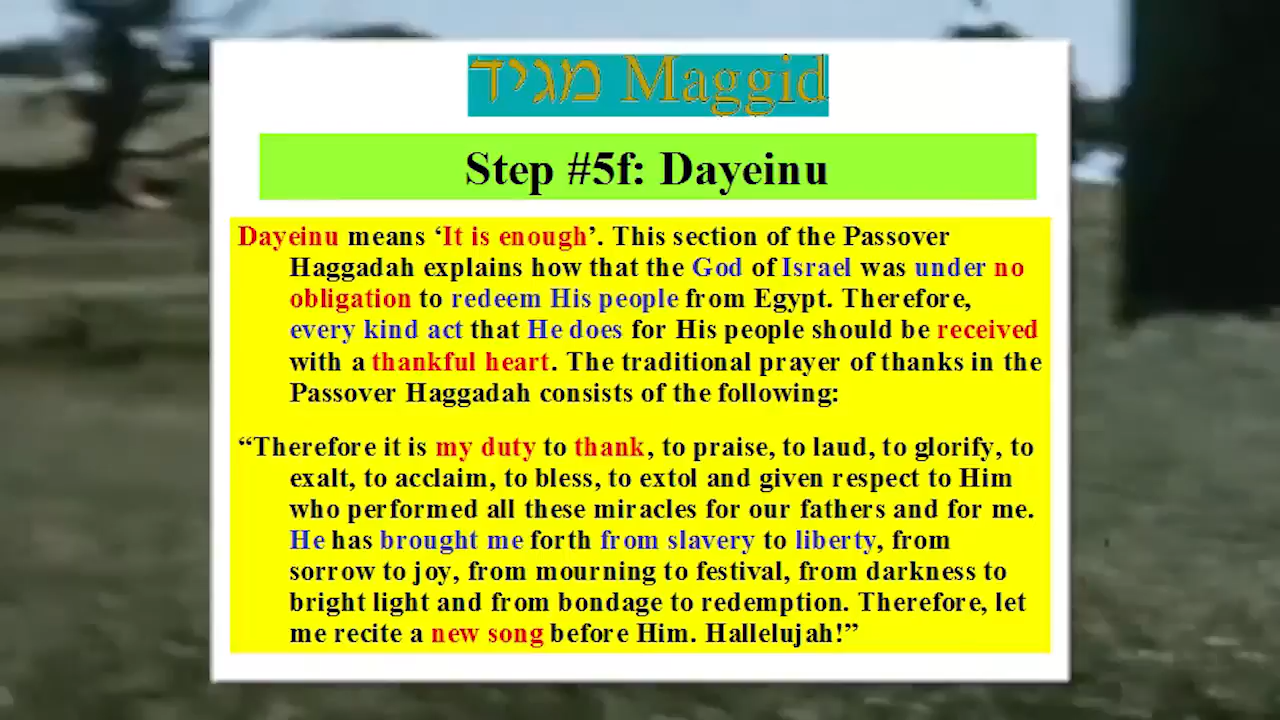 מגיד Maggid
Step #5f: Dayeinu
Dayeinu means ‘It is enough’. This section of the Passover
Haggadah explains how that the God of Israel was under no
obligation to redeem His people from Egypt. Therefore,
every kind act that He does for His people should be received
with a thankful heart. The traditional prayer of thanks in the
Passover Haggadah consists of the following:
“Therefore it is my duty to thank, to praise, to laud, to glorify, to
exalt, to acclaim, to bless, to extol and given respect to Him
who performed all these miracles for our fathers and for me.
He has brought me forth from slavery to liberty, from
sorrow to joy, from mourning to festival, from darkness to
bright light and from bondage to redemption. Therefore, let
me recite a new song before Him. Hallelujah!”